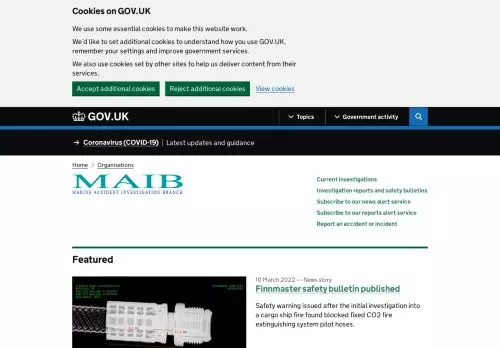 Cookies on GOV.UK
We use some essential cookies to make this website work.
We'd like to set additional cookies to understand how you use GOV.UK,
remember your settings and improve government services.
We also use cookies set by other sites to help us deliver content from their
services.
Accept additional cookies
Reject additional cookies
View cookies
GOV.UK
Topics
Government activity
→ Coronavirus (COVID-19) | Latest updates and guidance
Home > Organisations
MAIB
MARINE ACCIDENT INVESTIGATION BRANCH
Current investigations
Investigation reports and safety bulletins
Subscribe to our news alert service
Subscribe to our reports alert service
Report an accident or incident
Featured
10 March 2022 — News story
Finnmaster safety bulletin published
Safety warning issued after the initial investigation into
a cargo ship fire found blocked fixed CO2 fire
extinguishing system pilot hoses.